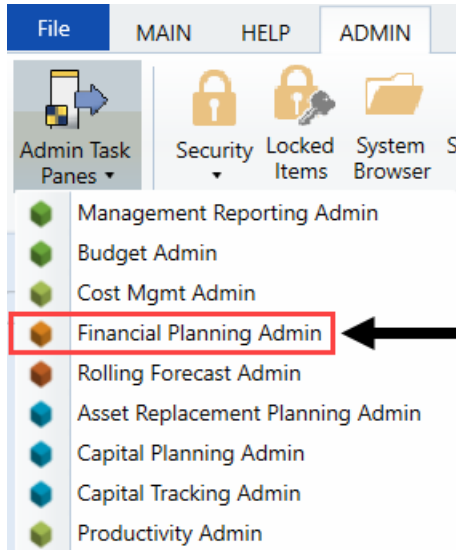 File MAIN HELP ADMIN
Admin Task Panes Security Locked Items System Browser S
Management Reporting Admin
Budget Admin
Cost Mgmt Admin
Financial Planning Admin
Rolling Forecast Admin
Asset Replacement Planning Admin
Capital Planning Admin
Capital Tracking Admin
Productivity Admin